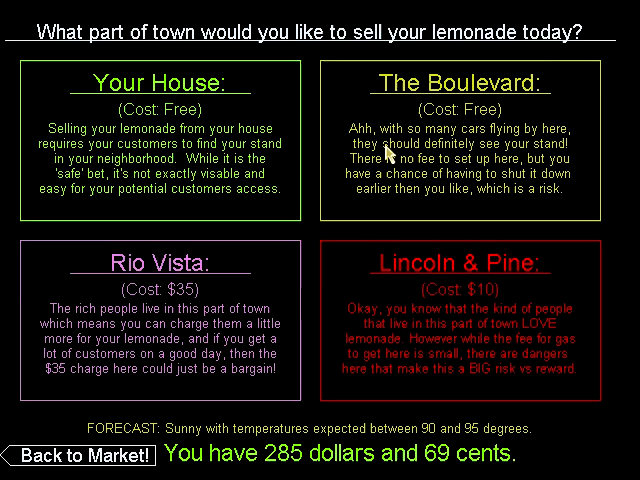 What part of town would you like to sell your lemonade today?
Your House:
(Cost: Free)
Selling your lemonade from your house
requires your customers to find your stand
in your neighborhood. While it is the
'safe' bet, it's not exactly visable and
easy for your potential customers access.
The Boulevard:
(Cost: Free)
Ahh, with so many cars flying by here,
they should definitely see your stand!
There no fee to set up here, but you
have a chance of having to shut it down
earlier then you like, which is a risk.
Rio Vista:
(Cost: $35)
The rich people live in this part of town
which means you can charge them a little
more for your lemonade, and if you get a
lot of customers on a good day, then the
$35 charge here could just be a bargain!
Lincoln & Pine:
(Cost: $10)
Okay, you know that the kind of people
that live in this part of town LOVE
lemonade. However while the fee for gas
to get here is small, there are dangers
here that make this a BIG risk vs reward.
FORECAST: Sunny with temperatures expected between 90 and 95 degrees.
Back to Market!
You have 285 dollars and 69 cents.